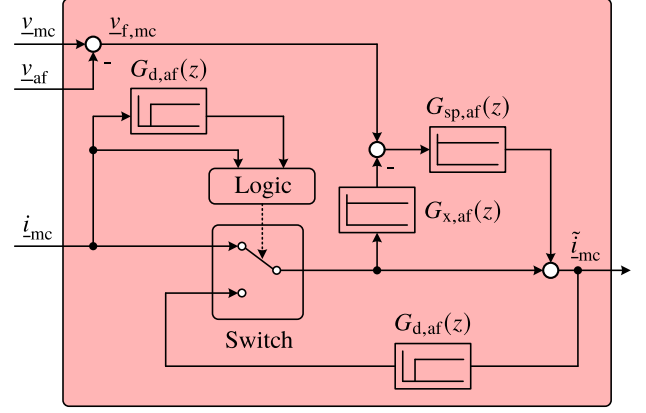 v_mc
v_f,mc
-
v_af
G_d,af(z)
G_sp,af(z)
-
Logic
G_x,af(z)
i_mc
ĩ_mc
Switch
G_d,af(z)